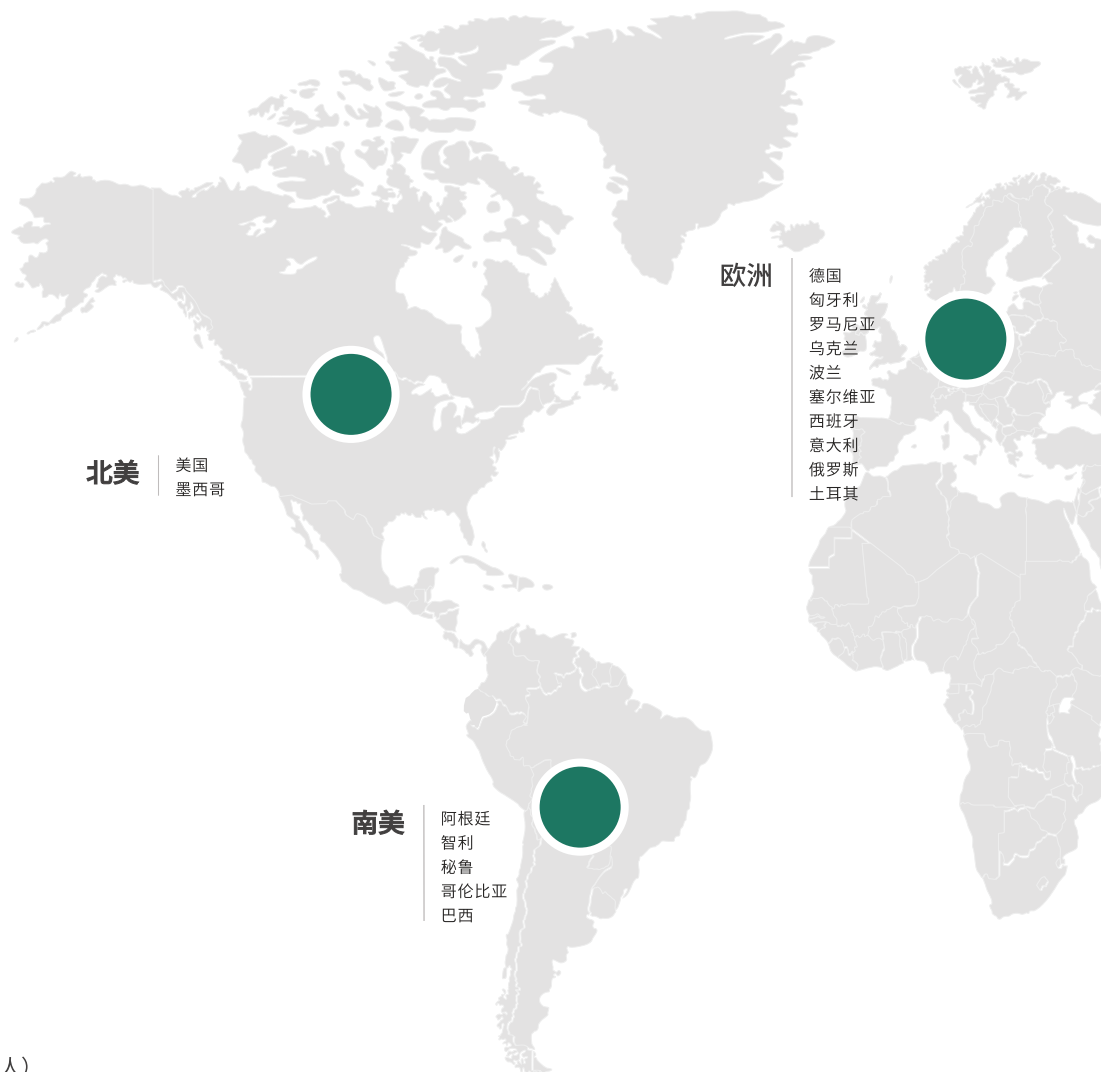 欧洲
德国
匈牙利
罗马尼亚
乌克兰
波兰
塞尔维亚
西班牙
意大利
俄罗斯
土耳其
北美
美国
墨西哥
南美
阿根廷
智利
秘鲁
哥伦比亚
巴西
人）